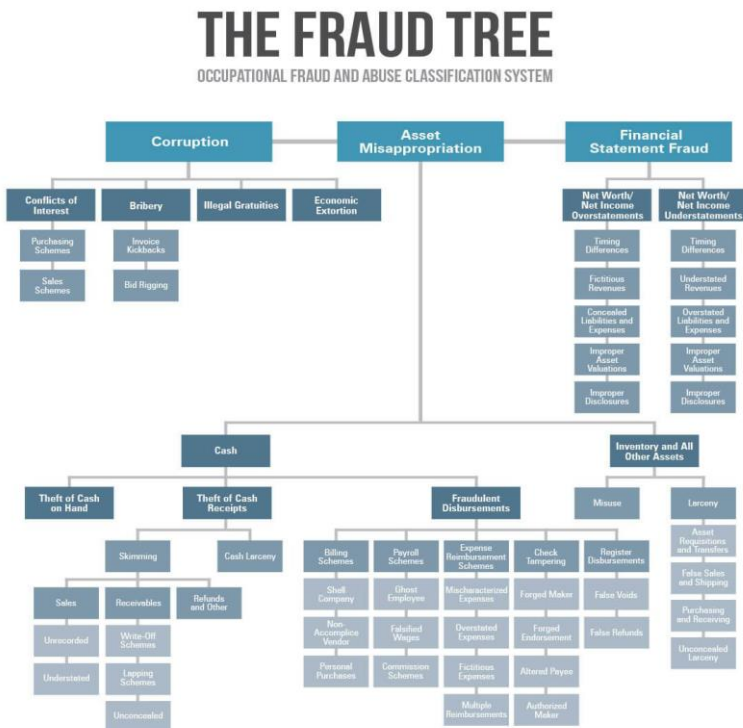 THE FRAUD TREE
OCCUPATIONAL FRAUD AND ABUSE CLASSIFICATION SYSTEM
Corruption
Asset
Misappropriation
Financial
Statement Fraud
Conflicts of
Interest
Bribery
Illegal Gratuities
Economic
Extortion
Purchasing
Schemes
Sales
Schemes
Invoice
Kickbacks
Bid Rigging
Net Worth/
Net Income
Overstatements
Net Worth/
Net Income
Understatements
Timing
Differences
Fictitious
Revenues
Concealed
Liabilities and
Expenses
Improper
Asset
Valuations
Improper
Disclosures
Timing
Differences
Understated
Revenues
Overstated
Liabilities and
Expenses
Improper
Asset
Valuations
Improper
Disclosures
Cash
Inventory and All
Other Assets
Theft of Cash
on Hand
Theft of Cash
Receipts
Fraudulent
Disbursements
Misuse
Larceny
Asset
Requisitions
and Transfers
False Sales
and Shipping
Purchasing
and Receiving
Unconcealed
Larceny
Skimming
Cash Larceny
Sales
Receivables
Refunds
and Other
Unrecorded
Understated
Write-Off
Schemes
Lapping
Schemes
Unconcealed
Billing
Schemes
Shell
Company
Non-
Accomplice
Vendor
Personal
Purchases
Payroll
Schemes
Ghost
Employee
Falsified
Wages
Commission
Schemes
Expense
Reimbursement
Schemes
Mischaracterized
Expenses
Overstated
Expenses
Fictitious
Expenses
Multiple
Reimbursements
Check
Tampering
Forged Maker
Forged
Endorsement
Altered Payee
Authorized
Maker
Register
Disbursements
False Voids
False Refunds